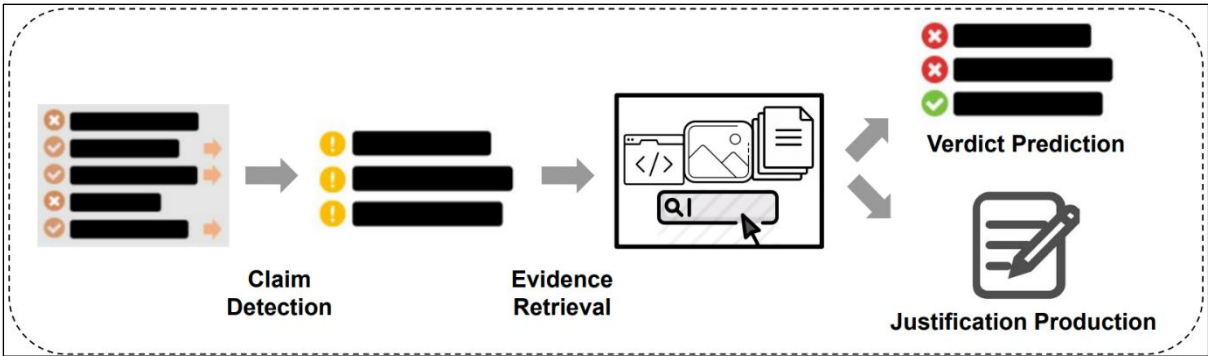 Claim
Detection
Evidence
Retrieval
</>
Verdict Prediction
Justification Production